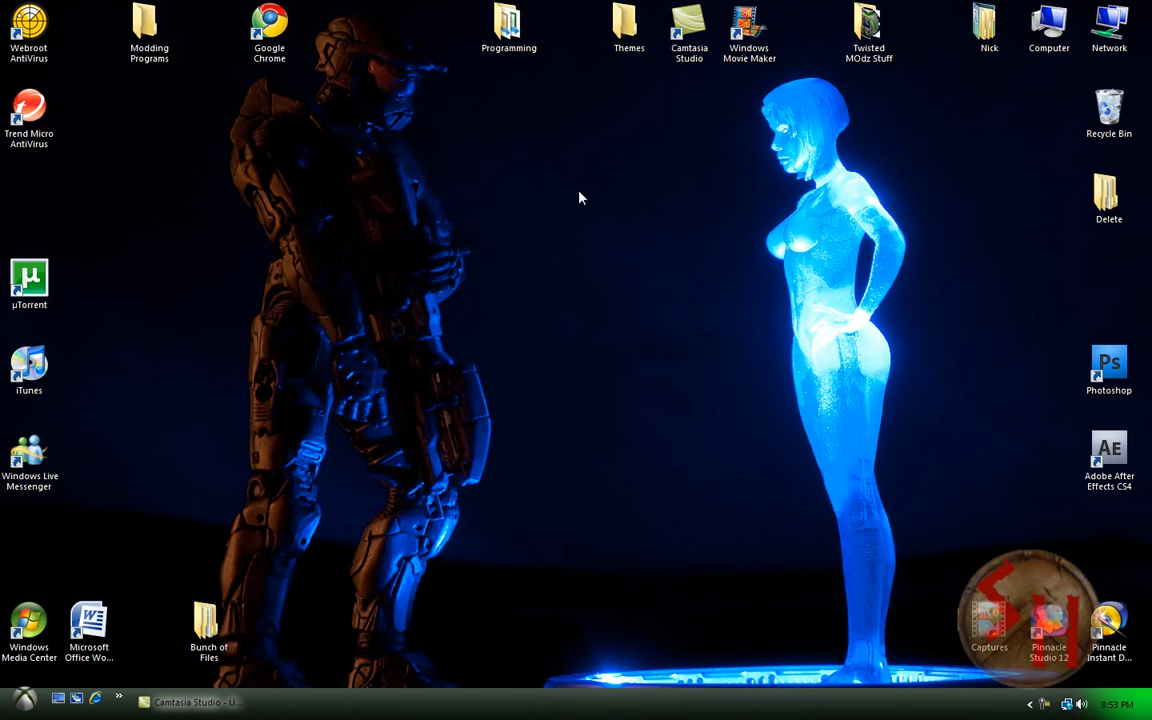 Webroot
AntiVirus
Modding
Programs
Google
Chrome
Programming
Themes
Camtasia
Studio
Windows
Movie Maker
Twisted
MOdz Stuff
Nick
Computer
Network
Trend Micro
AntiVirus
Recycle Bin
Delete
µ
µTorrent
iTunes
Ps
Photoshop
Windows Live
Messenger
AE
Adobe After
Effects CS4
Windows
Media Center
W
Microsoft
Office Wo...
Bunch of
Files
Captures
Pinnacle
Studio 12
Pinnacle
Instant D...
Camtasia Studio - U...
8:53 PM